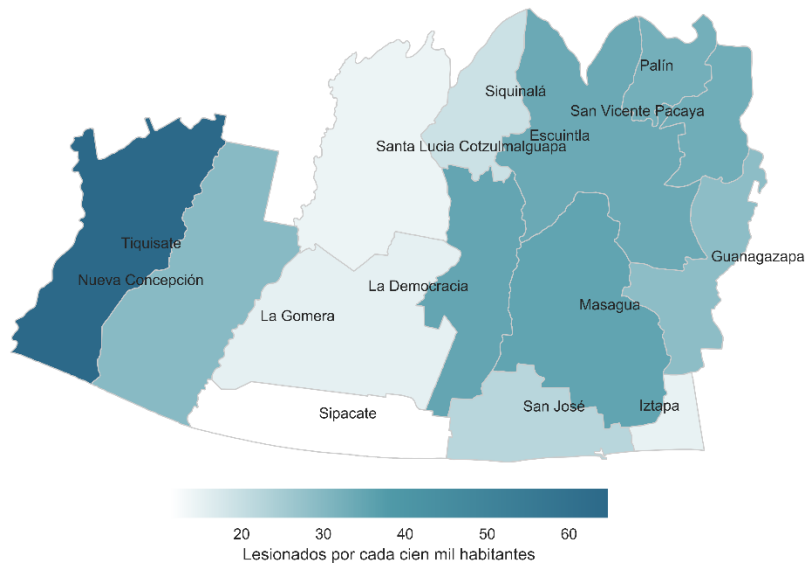 Palín
Siquinalá
San Vicente Pacaya
Escuintla
Santa Lucia Cotzulmalguapa
Tiquisate
Guanagazapa
Nueva Concepción
La Democracia
Masagua
La Gomera
Sipacate
San José
Iztapa
20 30 40 50 60
Lesionados por cada cien mil habitantes